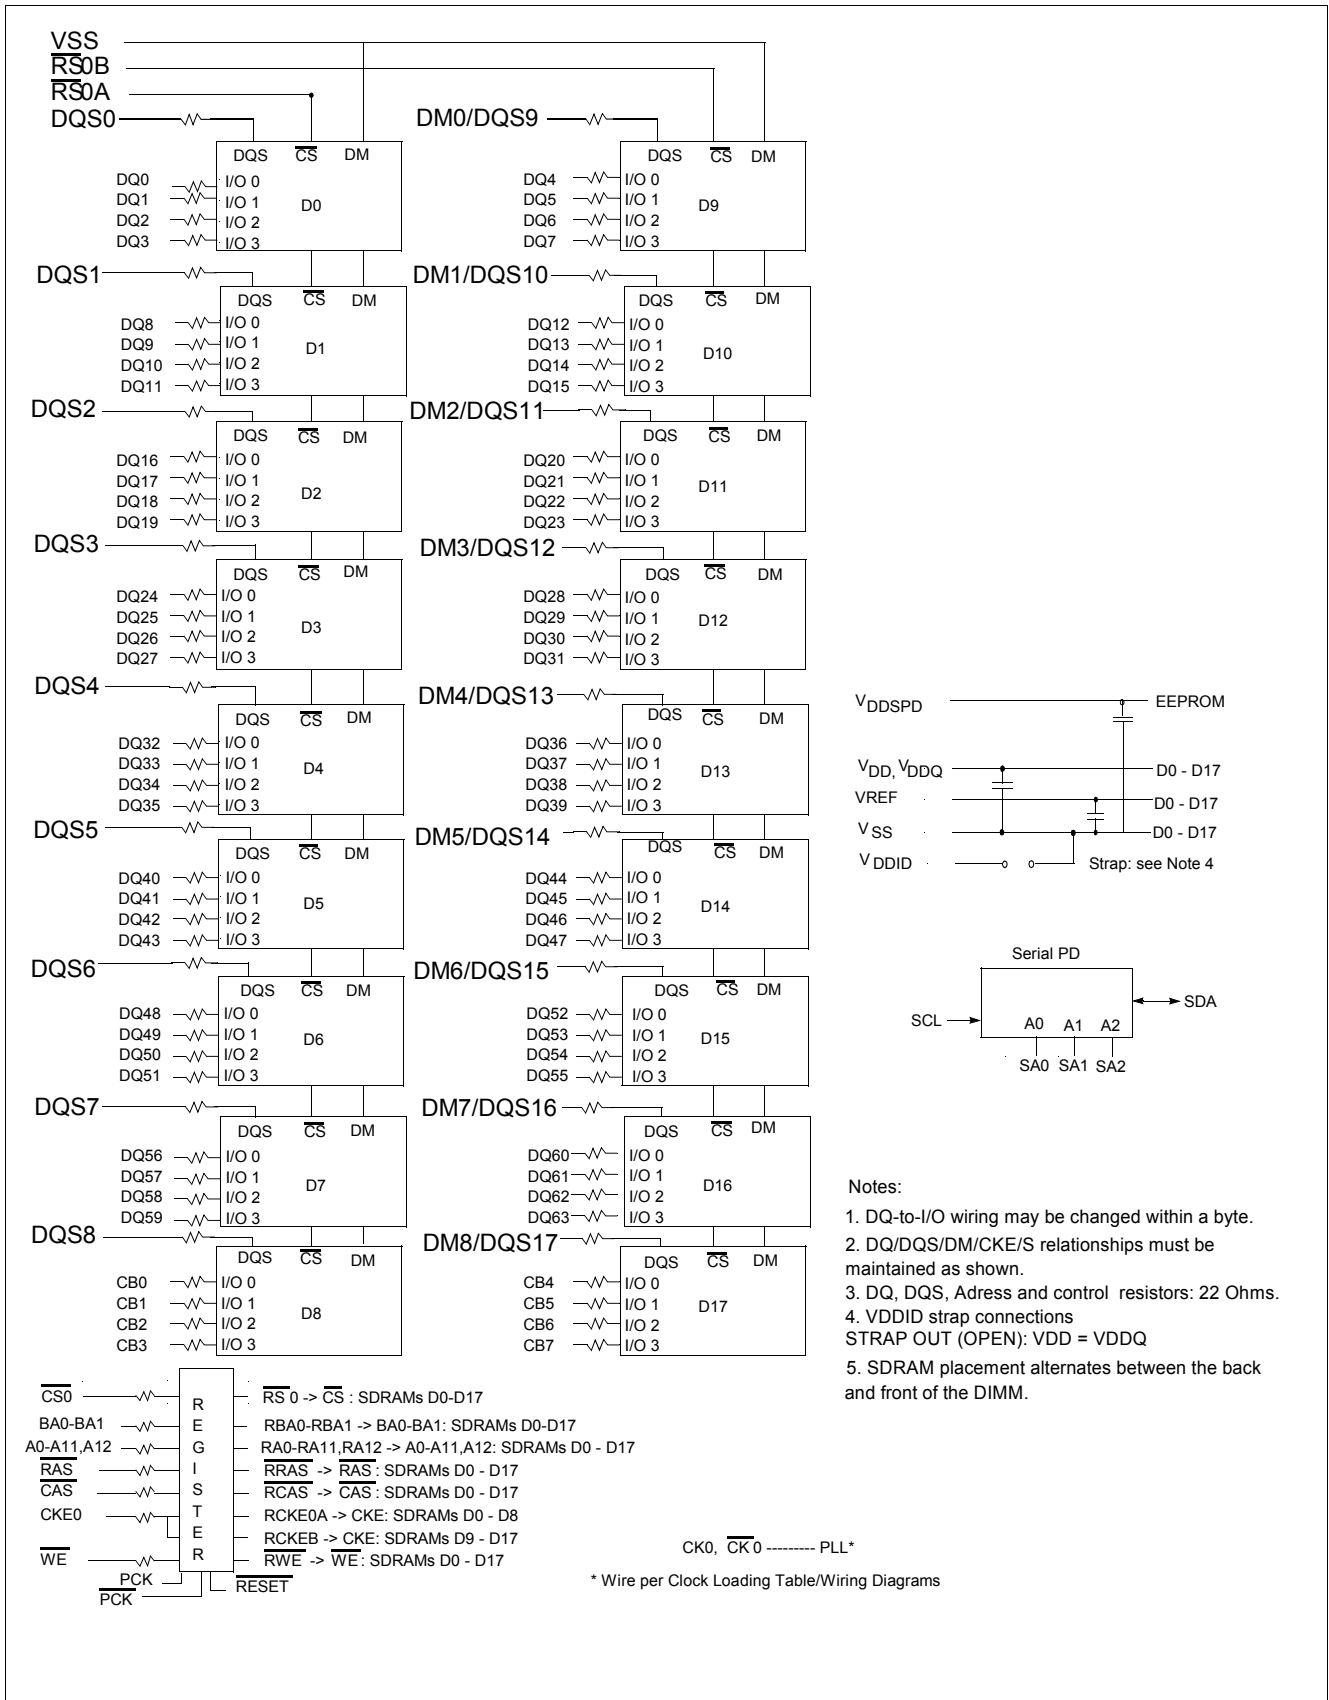 VSS
RS0B
RS0A
DQS0
DM0/DQS9
DQS CS DM
DQ0 I/O 0
DQ1 I/O 1
DQ2 I/O 2
DQ3 I/O 3
D0
DQS CS DM
DQ4 I/O 0
DQ5 I/O 1
DQ6 I/O 2
DQ7 I/O 3
D9
DQS1
DM1/DQS10
DQS CS DM
DQ8 I/O 0
DQ9 I/O 1
DQ10 I/O 2
DQ11 I/O 3
D1
DQS CS DM
DQ12 I/O 0
DQ13 I/O 1
DQ14 I/O 2
DQ15 I/O 3
D10
DQS2
DM2/DQS11
DQS CS DM
DQ16 I/O 0
DQ17 I/O 1
DQ18 I/O 2
DQ19 I/O 3
D2
DQS CS DM
DQ20 I/O 0
DQ21 I/O 1
DQ22 I/O 2
DQ23 I/O 3
D11
DQS3
DM3/DQS12
DQS CS DM
DQ24 I/O 0
DQ25 I/O 1
DQ26 I/O 2
DQ27 I/O 3
D3
DQS CS DM
DQ28 I/O 0
DQ29 I/O 1
DQ30 I/O 2
DQ31 I/O 3
D12
DQS4
DM4/DQS13
DQS CS DM
DQ32 I/O 0
DQ33 I/O 1
DQ34 I/O 2
DQ35 I/O 3
D4
DQS CS DM
DQ36 I/O 0
DQ37 I/O 1
DQ38 I/O 2
DQ39 I/O 3
D13
DQS5
DM5/DQS14
DQS CS DM
DQ40 I/O 0
DQ41 I/O 1
DQ42 I/O 2
DQ43 I/O 3
D5
DQS CS DM
DQ44 I/O 0
DQ45 I/O 1
DQ46 I/O 2
DQ47 I/O 3
D14
DQS6
DM6/DQS15
DQS CS DM
DQ48 I/O 0
DQ49 I/O 1
DQ50 I/O 2
DQ51 I/O 3
D6
DQS CS DM
DQ52 I/O 0
DQ53 I/O 1
DQ54 I/O 2
DQ55 I/O 3
D15
DQS7
DM7/DQS16
DQS CS DM
DQ56 I/O 0
DQ57 I/O 1
DQ58 I/O 2
DQ59 I/O 3
D7
DQS CS DM
DQ60 I/O 0
DQ61 I/O 1
DQ62 I/O 2
DQ63 I/O 3
D16
DQS8
DM8/DQS17
DQS CS DM
CB0 I/O 0
CB1 I/O 1
CB2 I/O 2
CB3 I/O 3
D8
DQS CS DM
CB4 I/O 0
CB5 I/O 1
CB6 I/O 2
CB7 I/O 3
D17
VDDSPD EEPROM
VDD, VDDQ D0 - D17
VREF D0 - D17
VSS D0 - D17
VDDID Strap: see Note 4
Serial PD
SCL SDA
A0 A1 A2
SA0 SA1 SA2
Notes:
1. DQ-to-I/O wiring may be changed within a byte.
2. DQ/DQS/DM/CKE/S relationships must be
maintained as shown.
3. DQ, DQS, Adress and control resistors: 22 Ohms.
4. VDDID strap connections
STRAP OUT (OPEN): VDD = VDDQ
5. SDRAM placement alternates between the back
and front of the DIMM.
REGISTER
CS0 RS 0 -> CS : SDRAMs D0-D17
BA0-BA1 RBA0-RBA1 -> BA0-BA1: SDRAMs D0-D17
A0-A11,A12 RA0-RA11,RA12 -> A0-A11,A12: SDRAMs D0 - D17
RAS RRAS -> RAS : SDRAMs D0 - D17
CAS RCAS -> CAS : SDRAMs D0 - D17
CKE0 RCKE0A -> CKE: SDRAMs D0 - D8
RCKEB -> CKE: SDRAMs D9 - D17
WE RWE -> WE : SDRAMs D0 - D17
PCK
PCK
RESET
CK0, CK 0 --------- PLL*
* Wire per Clock Loading Table/Wiring Diagrams